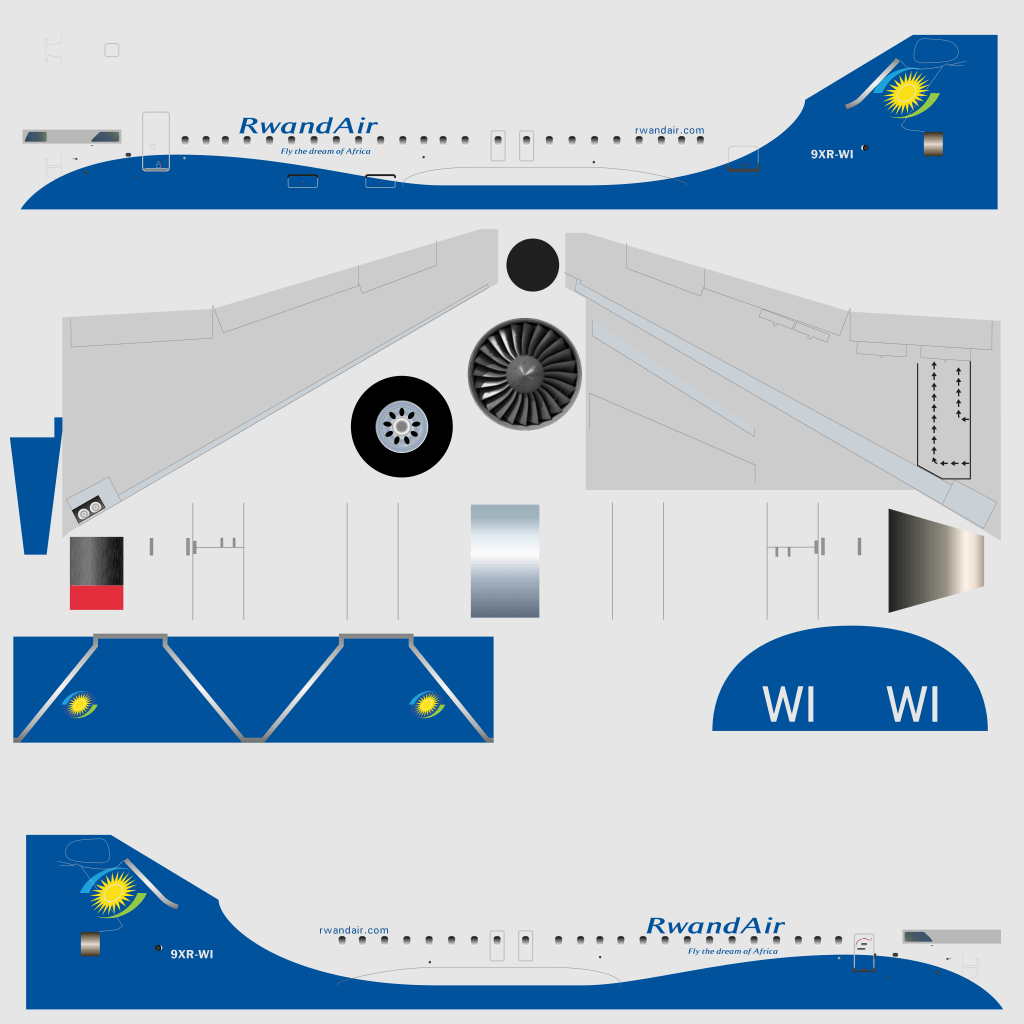 RwandAir
rwandair.com
Fly the dream of Africa
9XR-WI
WI WI
RwandAir
rwandair.com
Fly the dream of Africa
9XR-WI